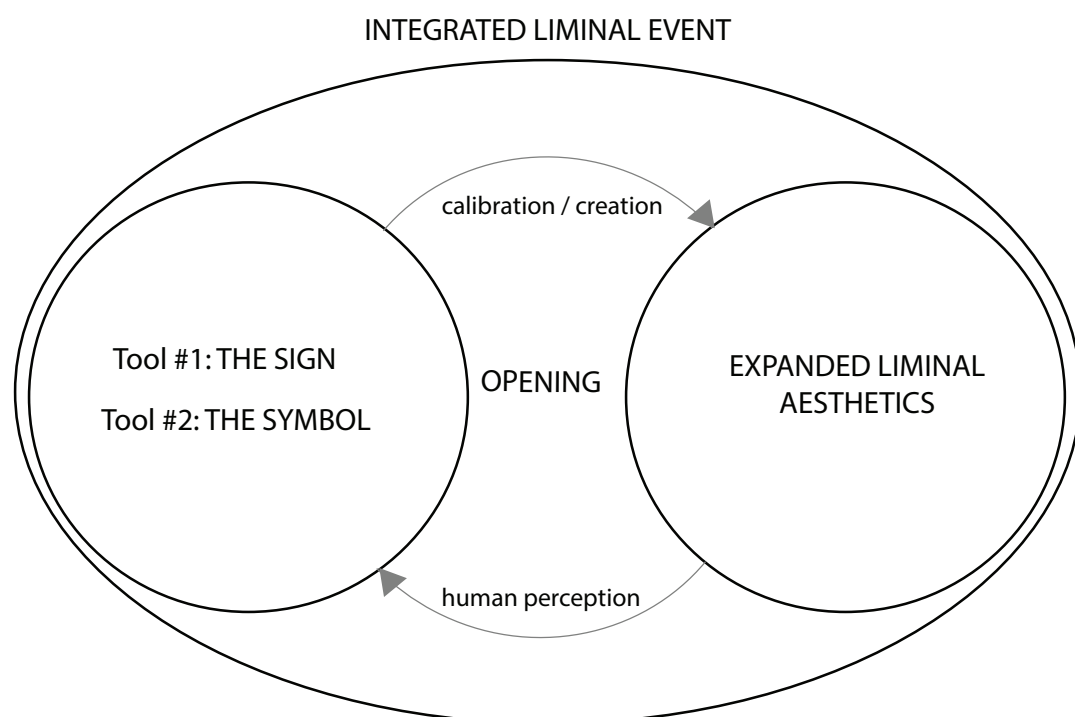 INTEGRATED LIMINAL EVENT
calibration / creation
Tool #1: THE SIGN
Tool #2: THE SYMBOL
OPENING
EXPANDED LIMINAL
AESTHETICS
human perception